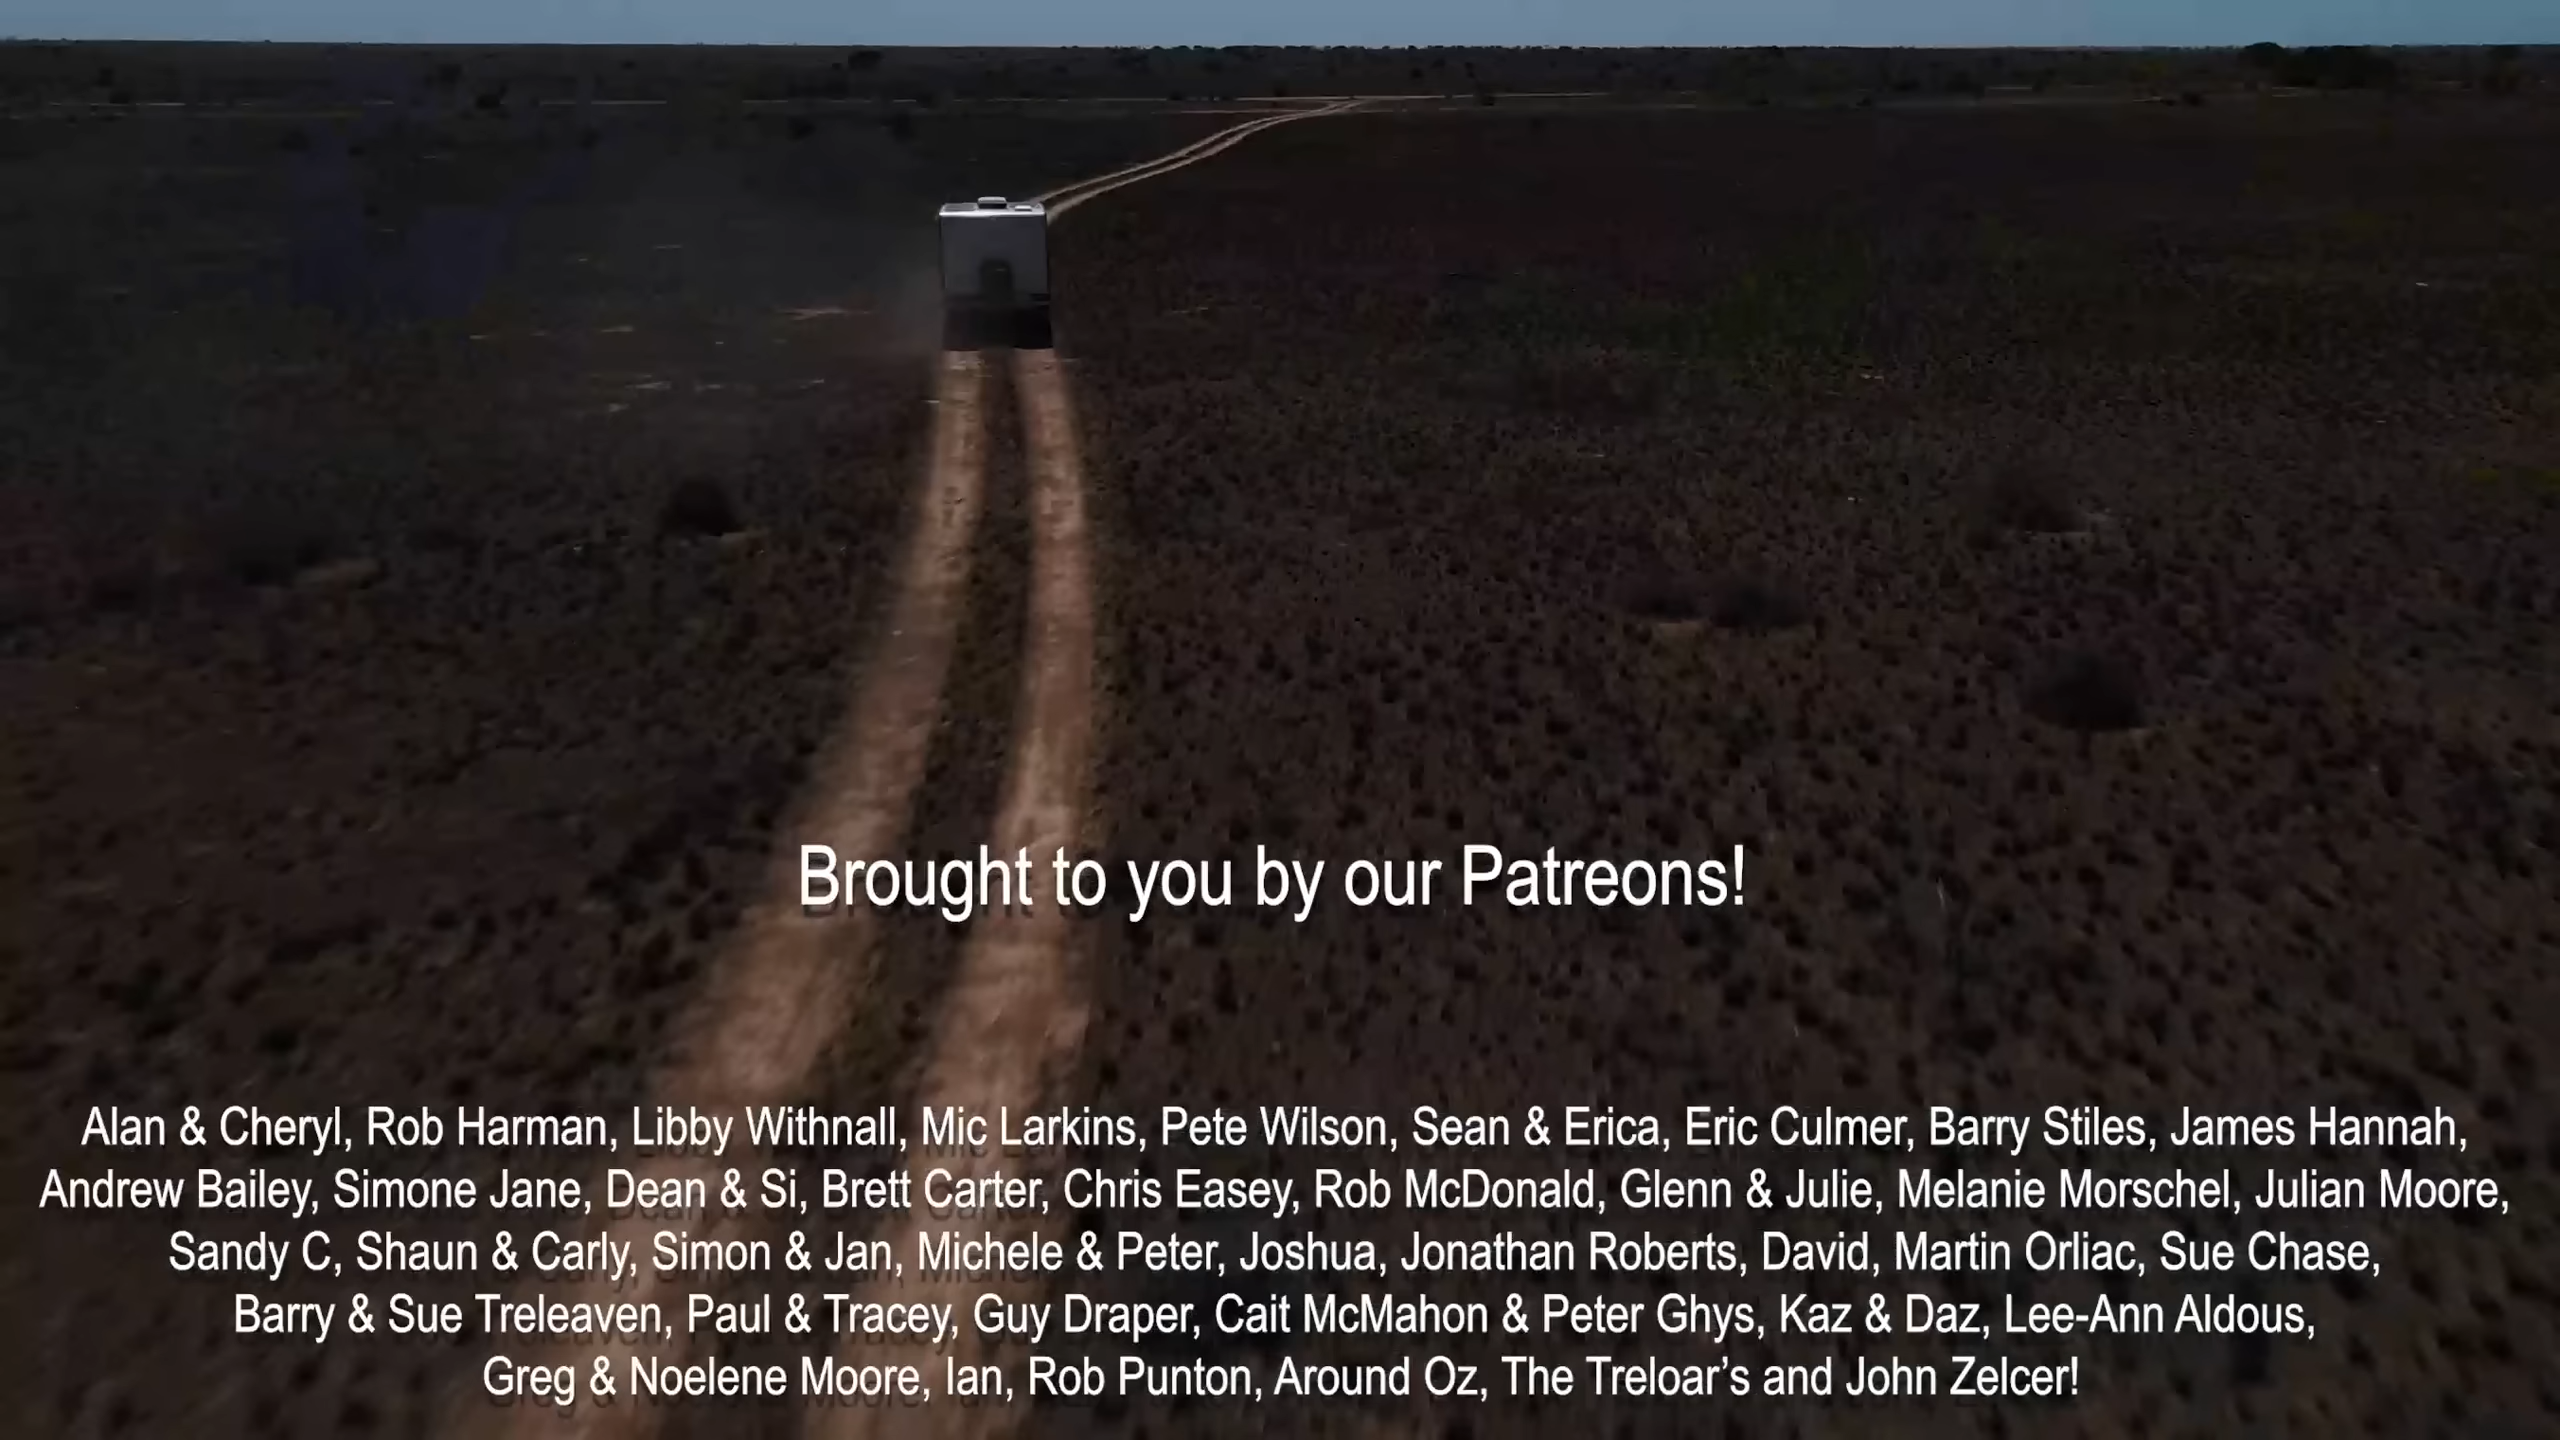 Brought to you by our Patreons!
Alan & Cheryl, Rob Harman, Libby Withnall, Mic Larkins, Pete Wilson, Sean & Erica, Eric Culmer, Barry Stiles, James Hannah,
Andrew Bailey, Simone Jane, Dean & Si, Brett Carter, Chris Easey, Rob McDonald, Glenn & Julie, Melanie Morschel, Julian Moore,
Sandy C, Shaun & Carly, Simon & Jan, Michele & Peter, Joshua, Jonathan Roberts, David, Martin Orliac, Sue Chase,
Barry & Sue Treleaven, Paul & Tracey, Guy Draper, Cait McMahon & Peter Ghys, Kaz & Daz, Lee-Ann Aldous,
Greg & Noelene Moore, Ian, Rob Punton, Around Oz, The Treloar’s and John Zelcer!